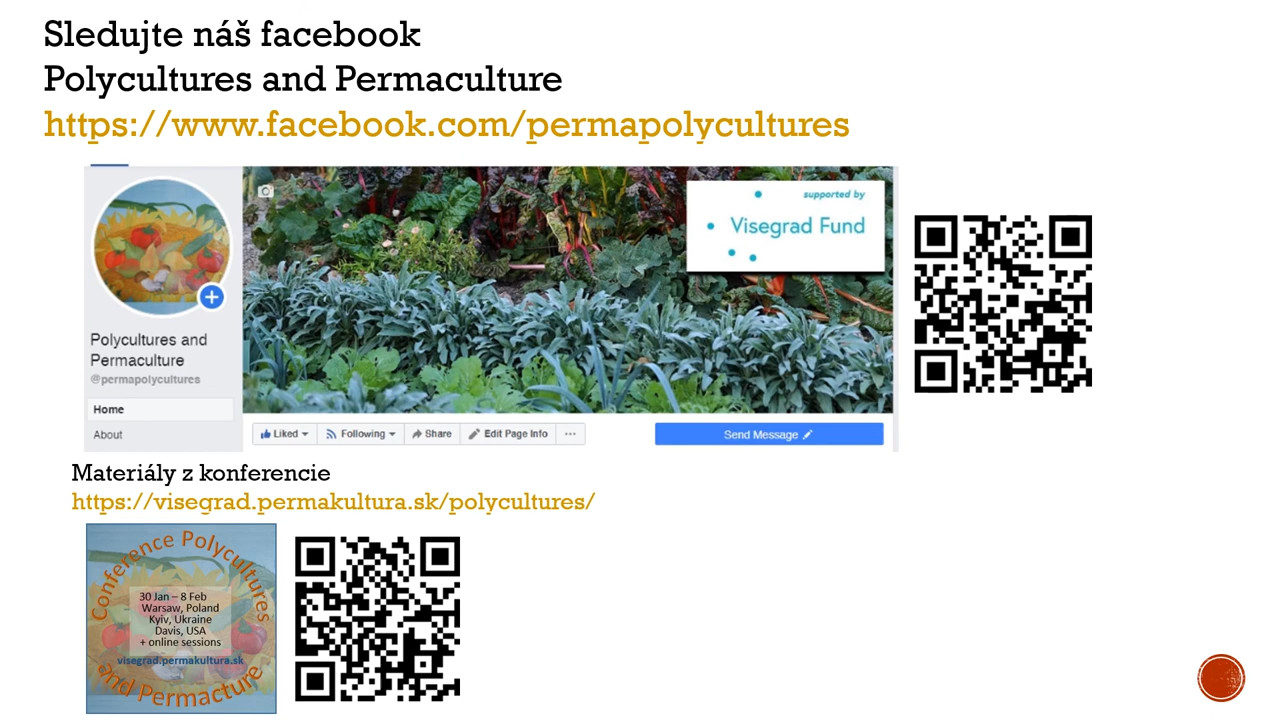 Sledujte náš facebook
Polycultures and Permaculture
https://www.facebook.com/permapolycultures
supported by
Visegrad Fund
Polycultures and
Permaculture
@permapolycultures
Home
About
Liked
Following
Share
Edit Page Info
Send Message
Materiály z konferencie
https://visegrad.permakultura.sk/polycultures/
Conference Polycultures
30 Jan – 8 Feb
Warsaw, Poland
Kyiv, Ukraine
Davis, USA
+ online sessions
visegrad.permakultura.sk
and Permacture